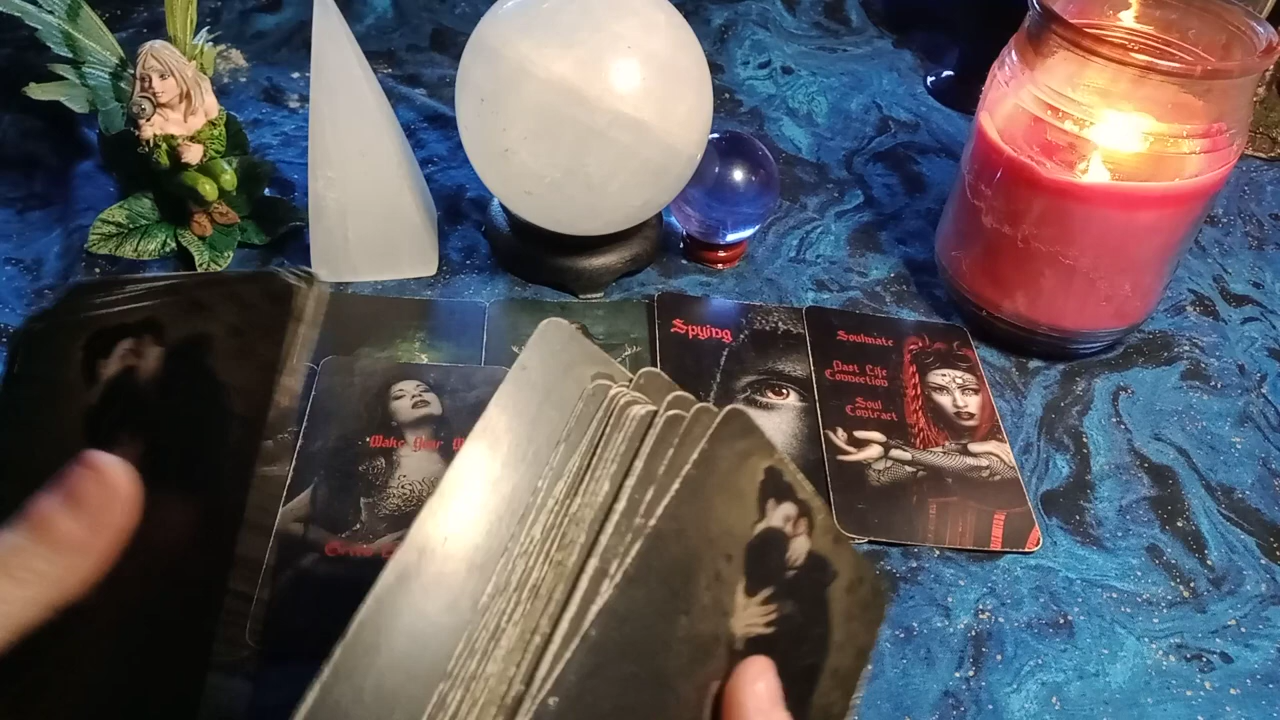 Spying
Soulmate
Past Life
Connection
Soul
Contract
Make Your